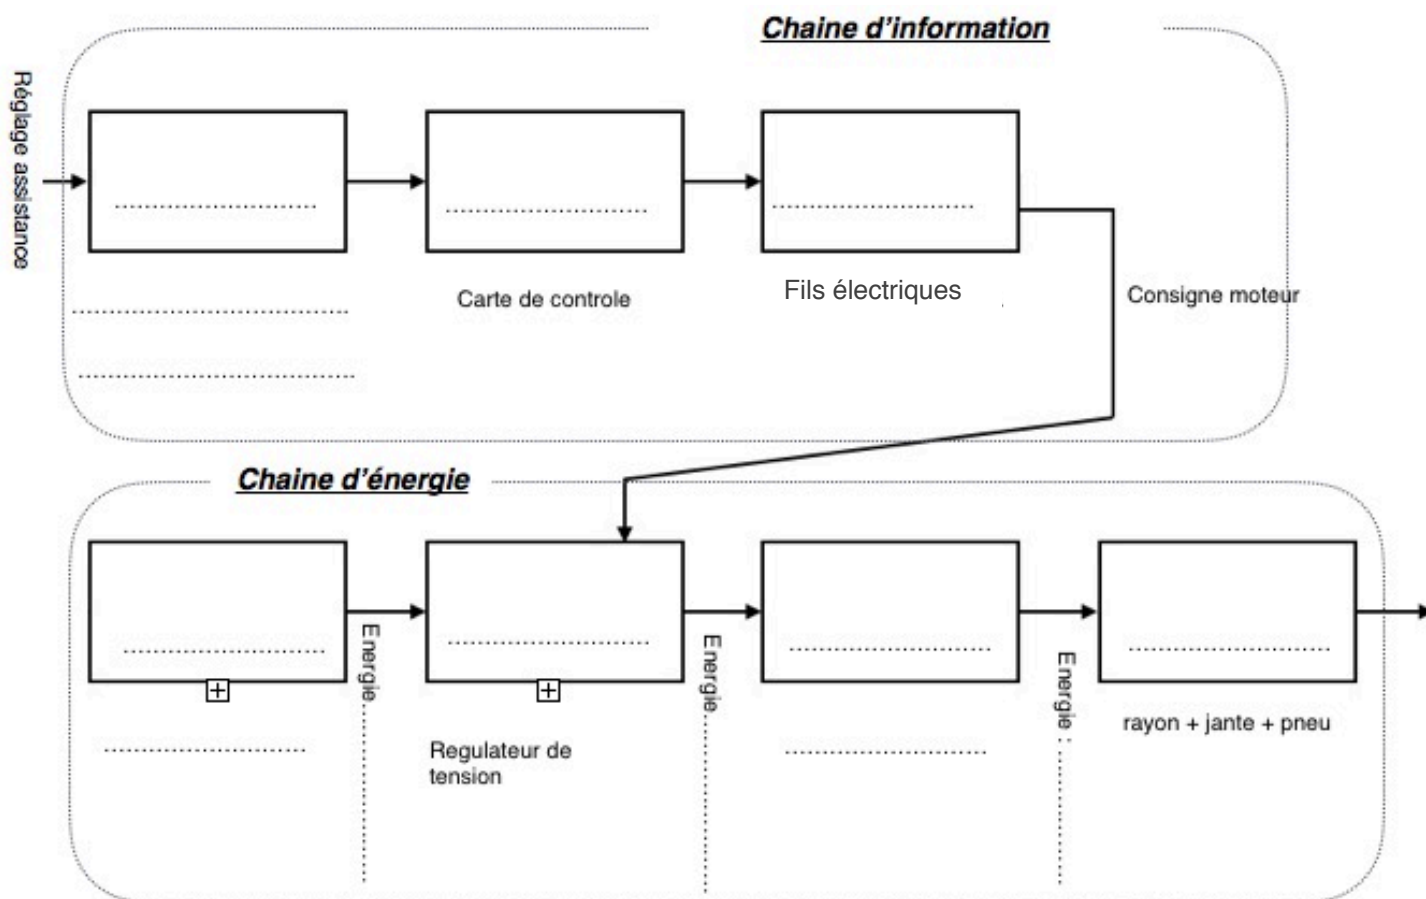 Chaine d'information
Réglage assistance
Carte de controle
Fils électriques
Consigne moteur
Chaine d'énergie
Energie
Energie
Energie :
Regulateur de
tension
rayon + jante + pneu